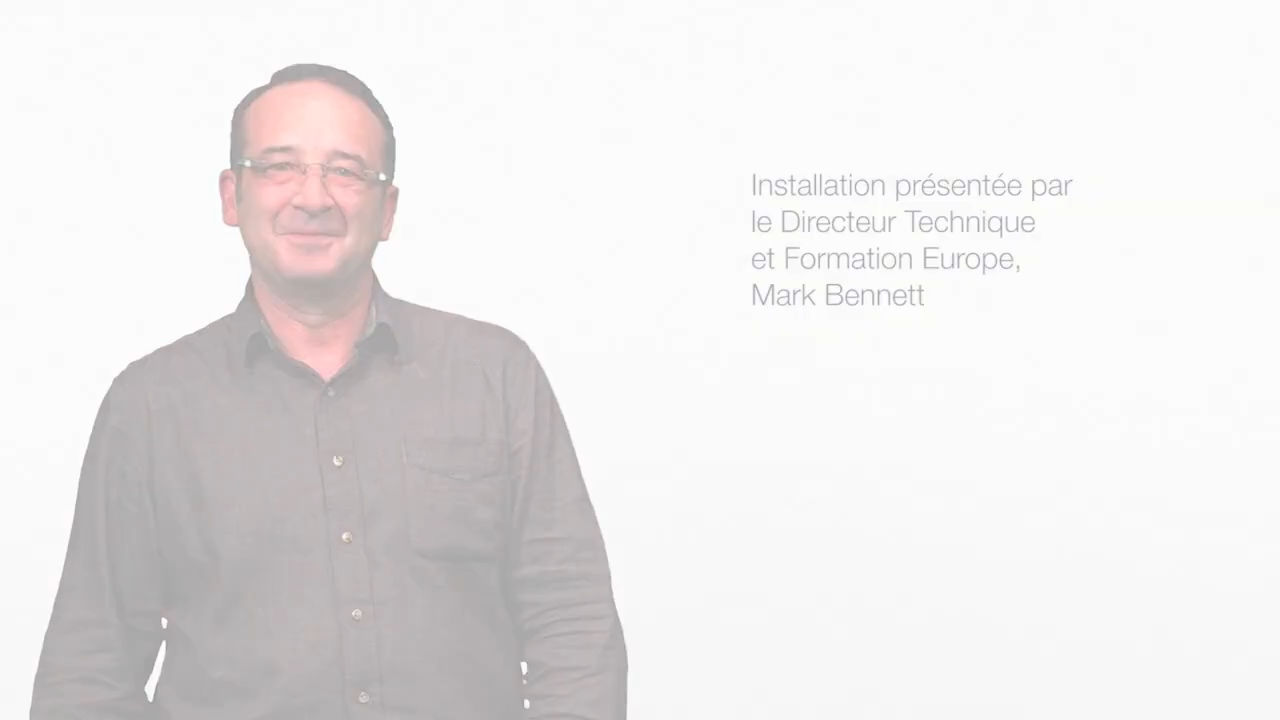 Installation présentée par
le Directeur Technique
et Formation Europe,
Mark Bennett